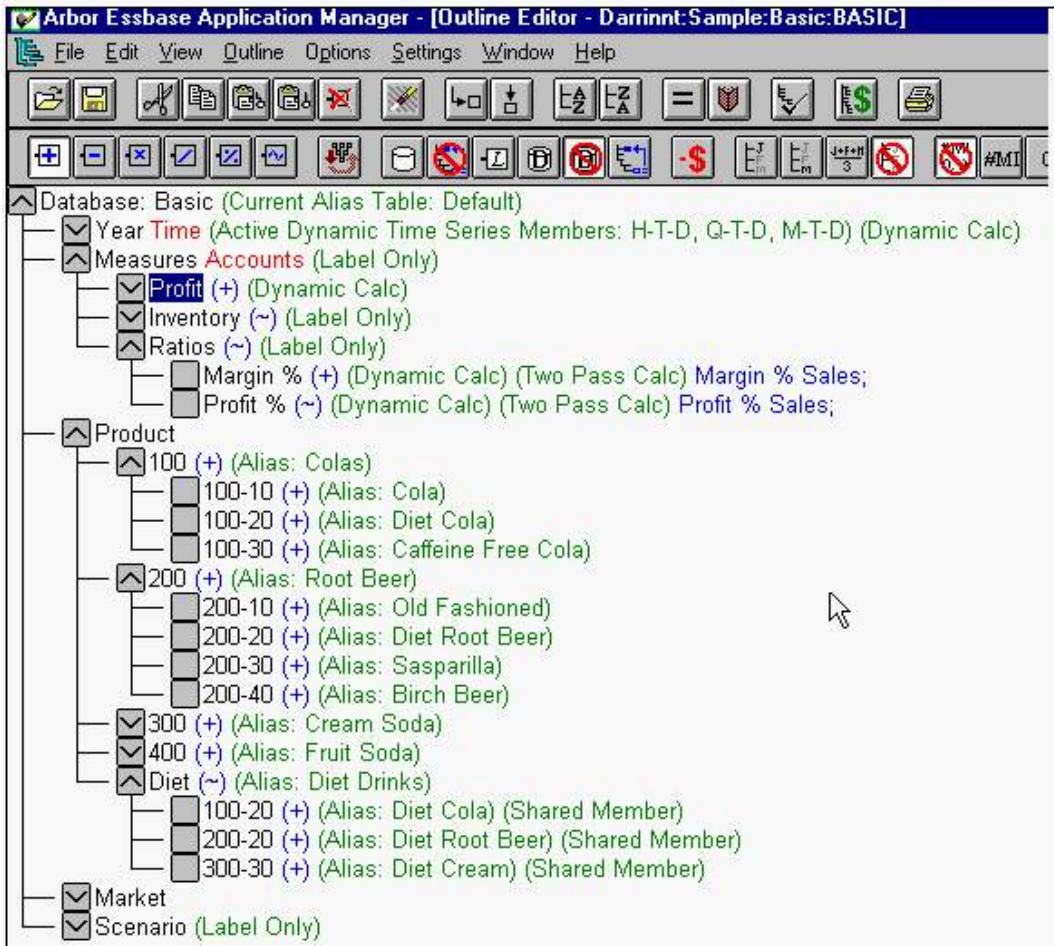 Arbor Essbase Application Manager - [Outline Editor - Darrinnt:Sample:Basic:BASIC]
File Edit View Outline Options Settings Window Help
A Z Z A = $
+ - × / % ~ L -$ J+F+M 3 #MI
Database: Basic (Current Alias Table: Default)
Year Time (Active Dynamic Time Series Members: H-T-D, Q-T-D, M-T-D) (Dynamic Calc)
Measures Accounts (Label Only)
Profit (+) (Dynamic Calc)
Inventory (~) (Label Only)
Ratios (~) (Label Only)
Margin % (+) (Dynamic Calc) (Two Pass Calc) Margin % Sales;
Profit % (~) (Dynamic Calc) (Two Pass Calc) Profit % Sales;
Product
100 (+) (Alias: Colas)
100-10 (+) (Alias: Cola)
100-20 (+) (Alias: Diet Cola)
100-30 (+) (Alias: Caffeine Free Cola)
200 (+) (Alias: Root Beer)
200-10 (+) (Alias: Old Fashioned)
200-20 (+) (Alias: Diet Root Beer)
200-30 (+) (Alias: Sasparilla)
200-40 (+) (Alias: Birch Beer)
300 (+) (Alias: Cream Soda)
400 (+) (Alias: Fruit Soda)
Diet (~) (Alias: Diet Drinks)
100-20 (+) (Alias: Diet Cola) (Shared Member)
200-20 (+) (Alias: Diet Root Beer) (Shared Member)
300-30 (+) (Alias: Diet Cream) (Shared Member)
Market
Scenario (Label Only)